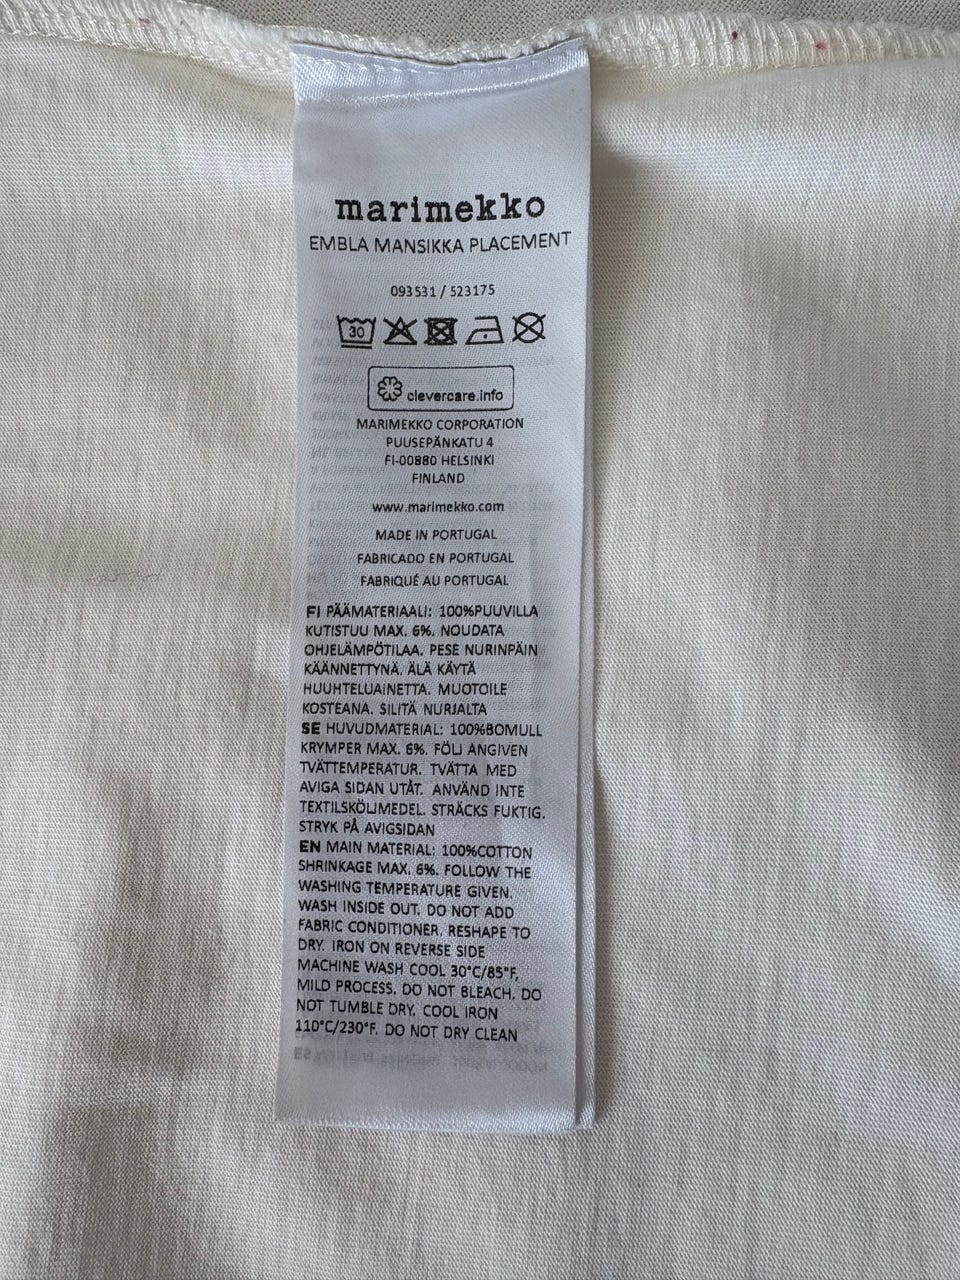 marimekko
EMBLA MANSIKKA PLACEMENT
093531 / 523175
30
clevercare.info
MARIMEKKO CORPORATION
PUUSEPÄNKATU 4
FI-00880 HELSINKI
FINLAND
www.marimekko.com
MADE IN PORTUGAL
FABRICADO EN PORTUGAL
FABRIQUÉ AU PORTUGAL
FI PÄÄMATERIAALI: 100%PUUVILLA
KUTISTUU MAX. 6%. NOUDATA
OHJELÄMPÖTILAA. PESE NURINPÄIN
KÄÄNNETTYNÄ. ÄLÄ KÄYTÄ
HUUHTELUAINETTA. MUOTOILE
KOSTEANA. SILITÄ NURJALTA
SE HUVUDMATERIAL: 100%BOMULL
KRYMPER MAX. 6%. FÖLJ ANGIVEN
TVÄTTEMPERATUR. TVÄTTA MED
AVIGA SIDAN UTÅT. ANVÄND INTE
TEXTILSKÖLJMEDEL. STRÄCKS FUKTIG.
STRYK PÅ AVIGSIDAN
EN MAIN MATERIAL: 100%COTTON
SHRINKAGE MAX. 6%. FOLLOW THE
WASHING TEMPERATURE GIVEN.
WASH INSIDE OUT. DO NOT ADD
FABRIC CONDITIONER. RESHAPE TO
DRY. IRON ON REVERSE SIDE
MACHINE WASH COOL 30°C/85°F,
MILD PROCESS. DO NOT BLEACH. DO
NOT TUMBLE DRY. COOL IRON
110°C/230°F. DO NOT DRY CLEAN